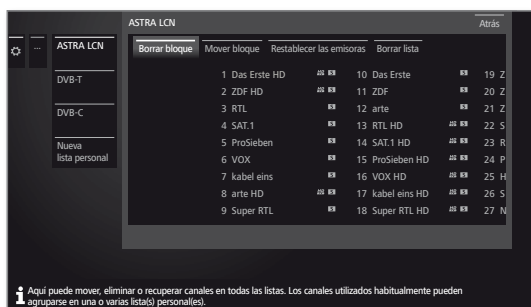 ASTRA LCN
Atrás
...
ASTRA LCN
DVB-T
DVB-C
Nueva
lista personal
Borrar bloque Mover bloque Restablecer las emisoras Borrar lista
1 Das Erste HD
2 ZDF HD
3 RTL
4 SAT.1
5 ProSieben
6 VOX
7 kabel eins
8 arte HD
9 Super RTL
10 Das Erste
11 ZDF
12 arte
13 RTL HD
14 SAT.1 HD
15 ProSieben HD
16 VOX HD
17 kabel eins HD
18 Super RTL HD
19 Z
20 Z
21 Z
22 S
23 R
24 P
25 H
26 S
27 N
Aquí puede mover, eliminar o recuperar canales en todas las listas. Los canales utilizados habitualmente pueden
agruparse en una o varias lista(s) personal(es).